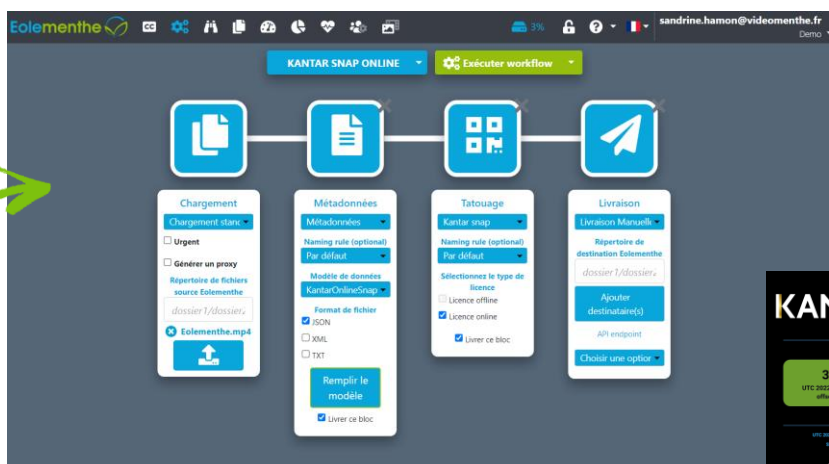 Eolementhe
CC
3%
sandrine.hamon@videomenthe.fr
Demo
KANTAR SNAP ONLINE
Exécuter workflow
Chargement
Chargement stanc
Urgent
Générer un proxy
Répertoire de fichiers
source Eolementhe
dossier1/dossier
Eolementhe.mp4
Métadonnées
Métadonnées
Naming rule (optional)
Par défaut
Modèle de données
KantarOnlineSnap
Format de fichier
JSON
XML
TXT
Remplir le
modèle
Livrer ce bloc
Tatouage
Kantar snap
Naming rule (optional)
Par défaut
Sélectionnez le type de
licence
Licence offline
Licence online
Livrer ce bloc
Livraison
Livraison Manuelle
Répertoire de
destination Eolementhe
dossier1/dossier
Ajouter
destinataire(s)
API endpoint
Choisir une option
KAN
3
UTC 2022